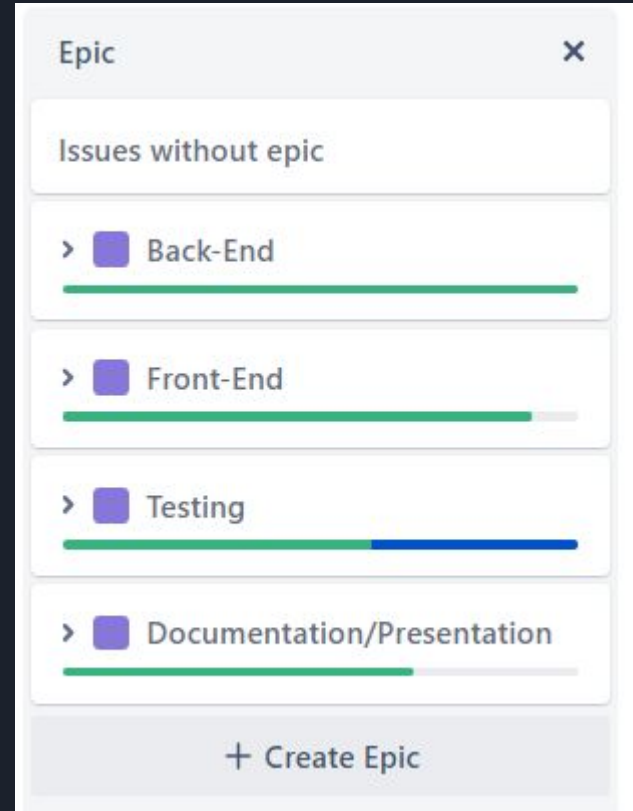 Epic
Issues without epic
Back-End
Front-End
Testing
Documentation/Presentation
+ Create Epic